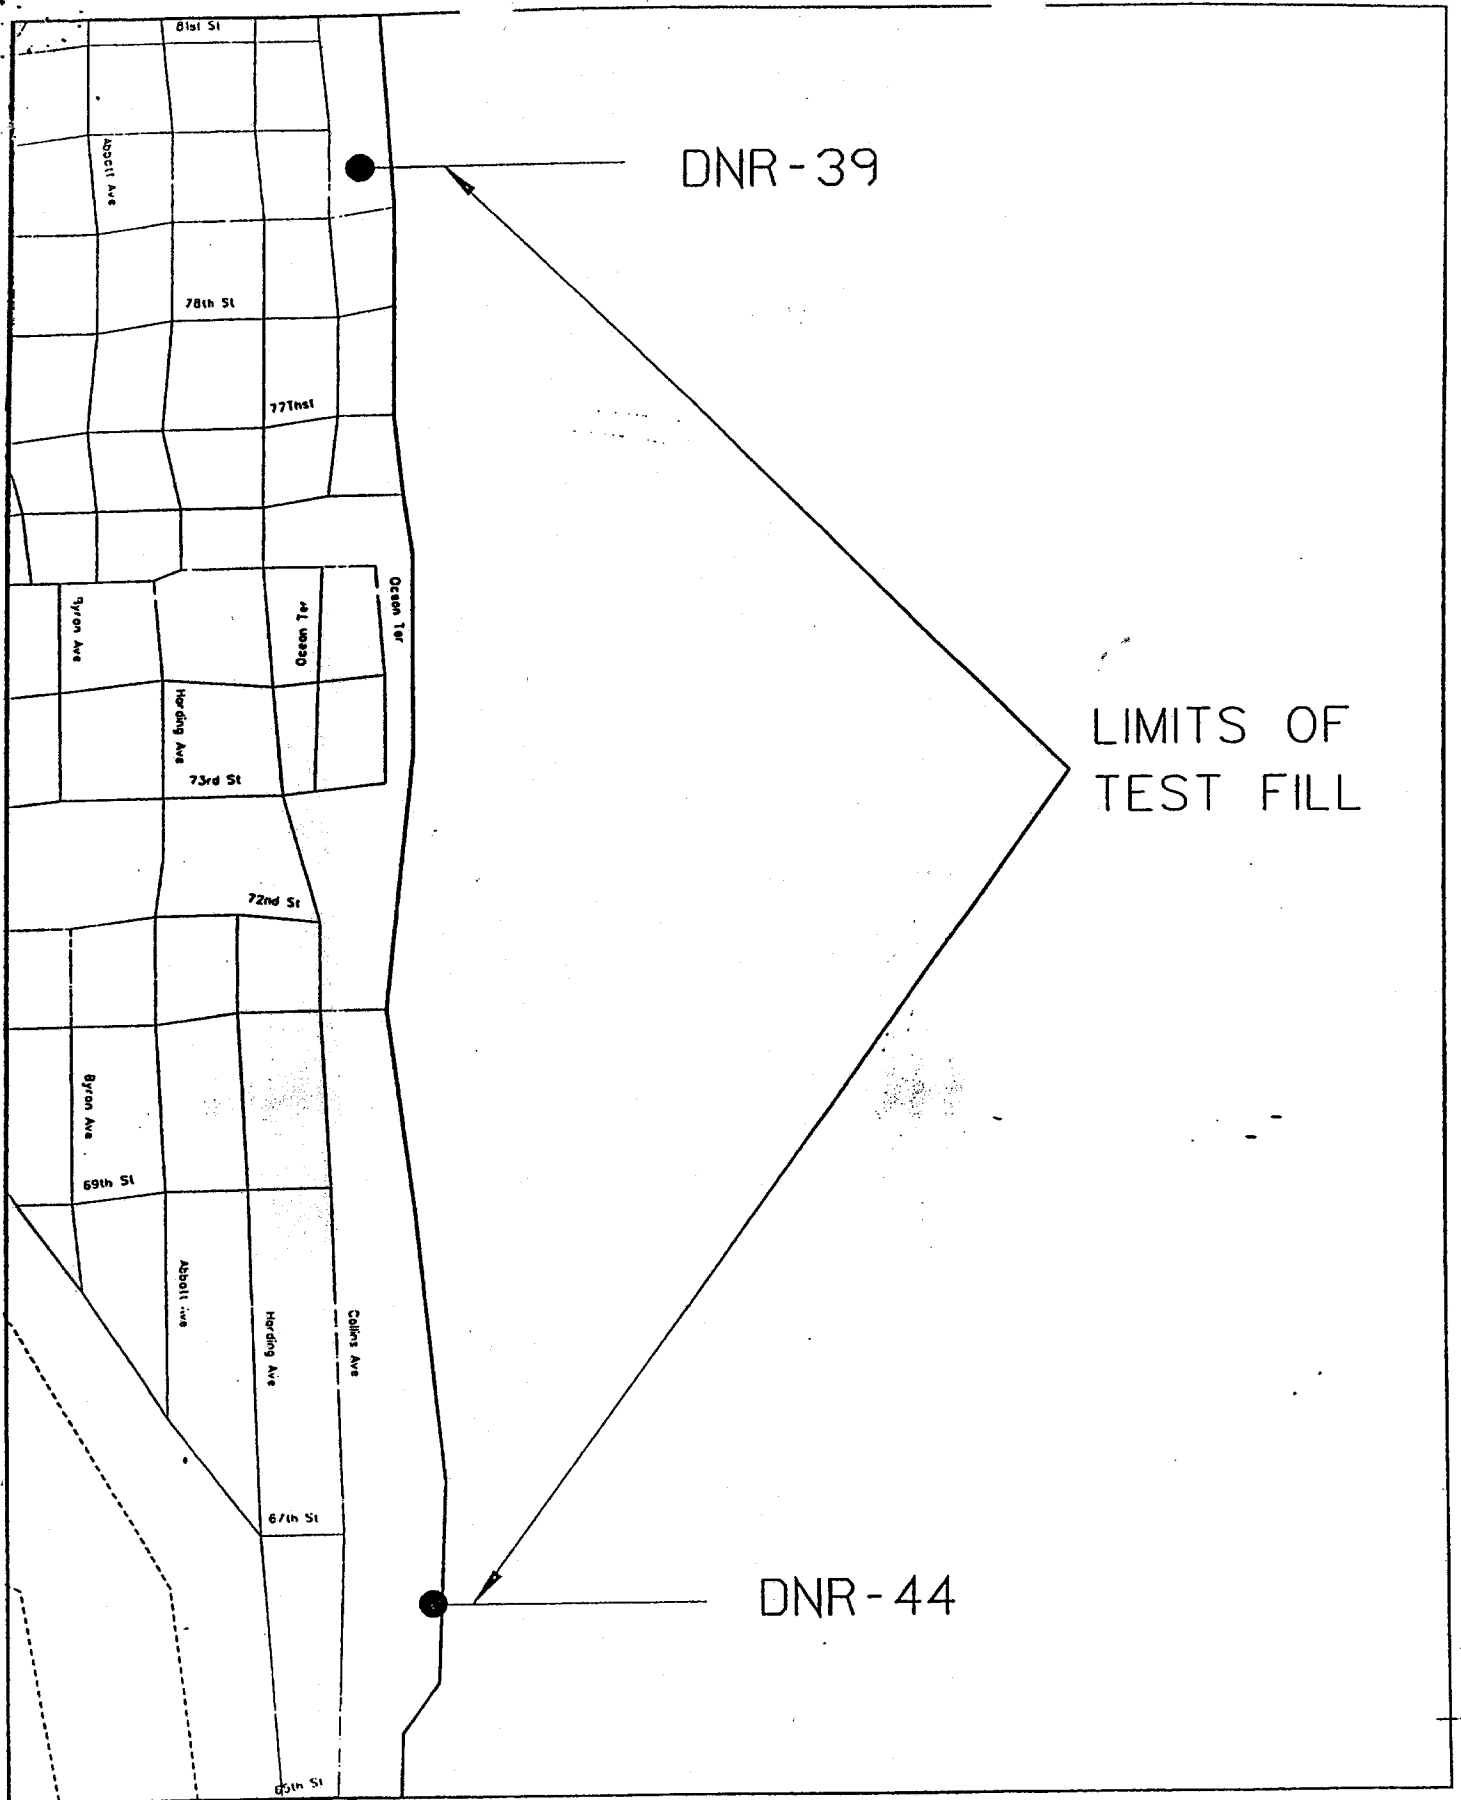 81st St
DNR-39
Abbott Ave
78th St
77Thst
Ocean Ter
Byron Ave
Ocean Ter
Harding Ave
LIMITS OF
TEST FILL
73rd St
72nd St
Byron Ave
69th St
Abbott Ave
Harding Ave
Collins Ave
67th St
DNR-44
65th St